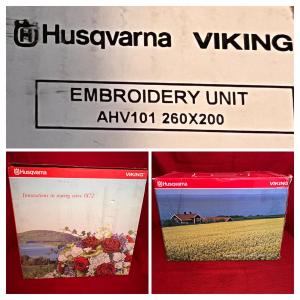 Husqvarna VIKING
EMBROIDERY UNIT
AHV101 260X200
Husqvarna VIKING
Innovations in sewing since 1872
Husqvarna VIKING